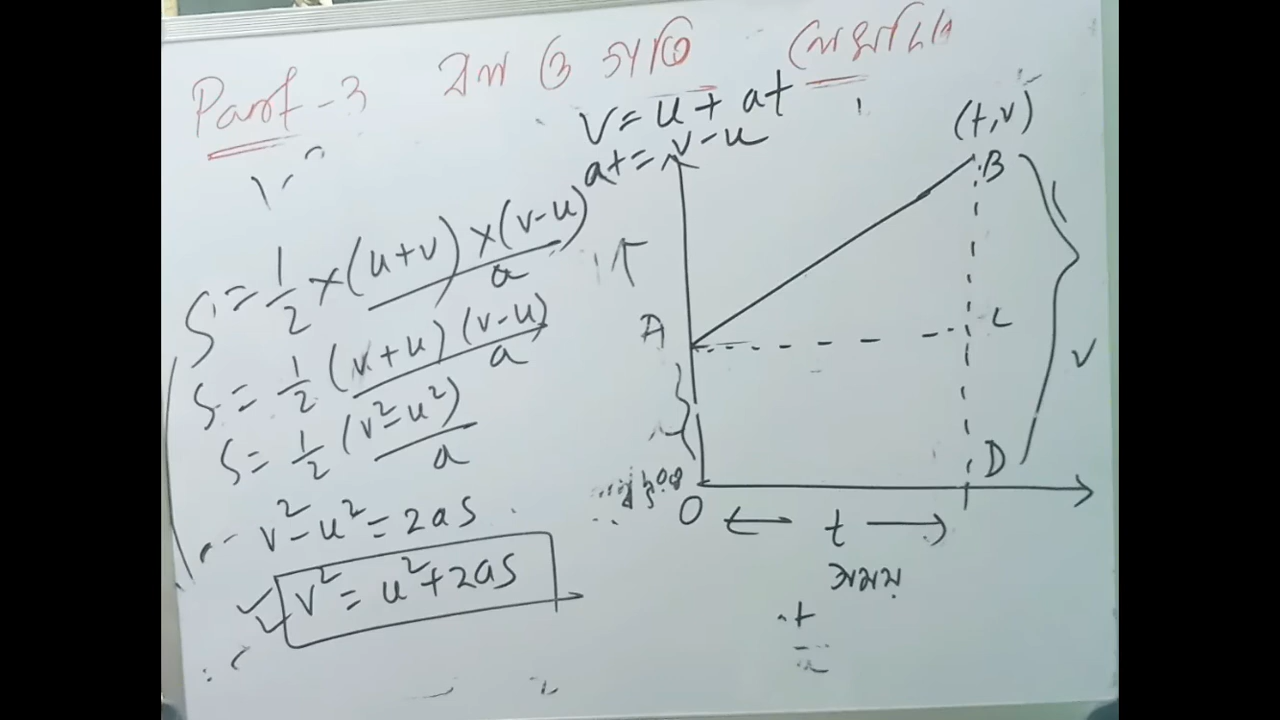 Part-3 বল ও গতি
v = u + at
at = v-u
S = 1/2 × (u+v) × (v-u)/a
S = 1/2 (v+u) (v-u)/a
S = 1/2 (v²-u²)/a
v²-u² = 2as
v² = u²+2as
(t,v)
B
A
C
v
D
O
t
সময়